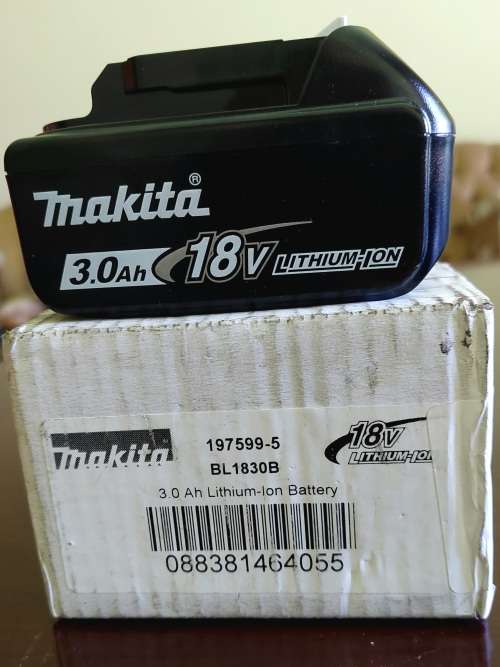 makita®
3.0Ah 18V LITHIUM-ION
makita
197599-5
BL1830B
3.0 Ah Lithium-Ion Battery
088381464055
18V
LITHIUM-ION